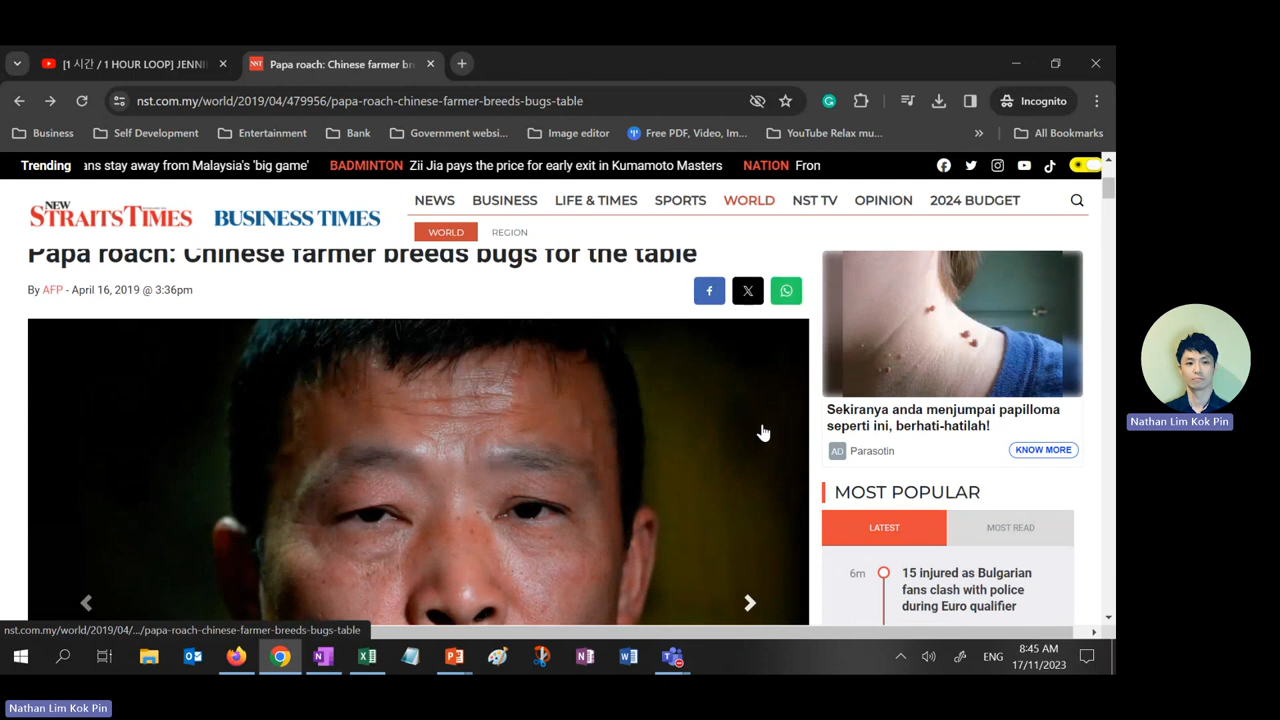 [1 시간 / 1 HOUR LOOP] JENNI
Papa roach: Chinese farmer br
nst.com.my/world/2019/04/479956/papa-roach-chinese-farmer-breeds-bugs-table
Incognito
Business
Self Development
Entertainment
Bank
Government websi...
Image editor
Free PDF, Video, Im...
YouTube Relax mu...
»
All Bookmarks
Trending
ans stay away from Malaysia's 'big game'
BADMINTON Zii Jia pays the price for early exit in Kumamoto Masters
NATION Fron
NEW
STRAITS TIMES
BUSINESS TIMES
NEWS
BUSINESS
LIFE & TIMES
SPORTS
WORLD
NST TV
OPINION
2024 BUDGET
WORLD
REGION
Papa roach: Chinese farmer breeds bugs for the table
By AFP - April 16, 2019 @ 3:36pm
Sekiranya anda menjumpai papilloma
seperti ini, berhati-hatilah!
AD
Parasotin
KNOW MORE
MOST POPULAR
LATEST
MOST READ
6m
15 injured as Bulgarian
fans clash with police
during Euro qualifier
nst.com.my/world/2019/04/.../papa-roach-chinese-farmer-breeds-bugs-table
ENG
8:45 AM
17/11/2023
Nathan Lim Kok Pin
Nathan Lim Kok Pin